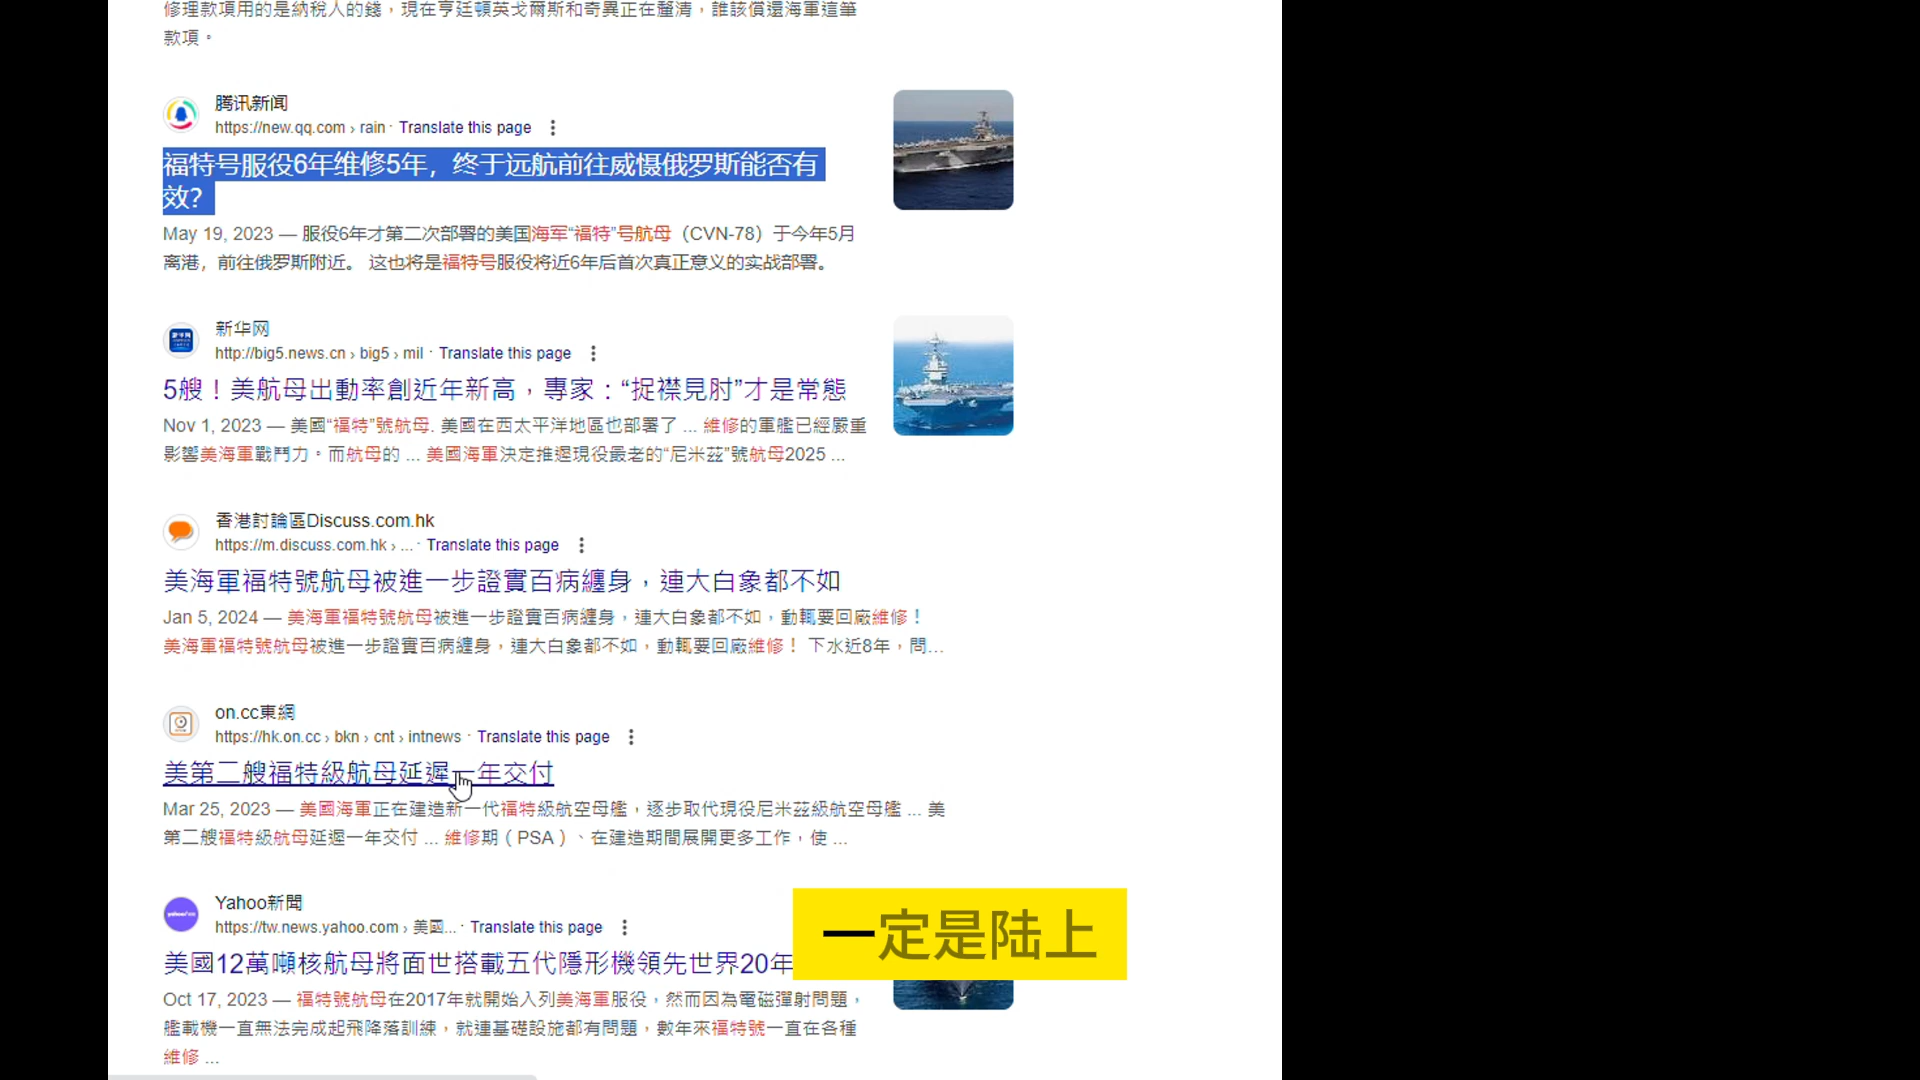 修理款項用的是納稅人的錢，現在亨廷頓英戈爾斯和奇異正在釐清，誰該償還海軍這筆
款項。
腾讯新闻
https://new.qq.com › rain · Translate this page
福特号服役6年维修5年，终于远航前往威慑俄罗斯能否有
效？
May 19, 2023 — 服役6年才第二次部署的美国海军“福特”号航母（CVN-78）于今年5月
离港，前往俄罗斯附近。 这也将是福特号服役将近6年后首次真正意义的实战部署。
新华网
http://big5.news.cn › big5 › mil · Translate this page
5艘！美航母出動率創近年新高，專家：“捉襟見肘”才是常態
Nov 1, 2023 — 美國“福特”號航母. 美國在西太平洋地區也部署了 ... 維修的軍艦已經嚴重
影響美海軍戰鬥力。而航母的 ... 美國海軍決定推遲現役最老的“尼米茲”號航母2025 ...
香港討論區Discuss.com.hk
https://m.discuss.com.hk › ... · Translate this page
美海軍福特號航母被進一步證實百病纏身，連大白象都不如
Jan 5, 2024 — 美海軍福特號航母被進一步證實百病纏身，連大白象都不如，動輒要回廠維修！
美海軍福特號航母被進一步證實百病纏身，連大白象都不如，動輒要回廠維修！ 下水近8年，問...
on.cc東網
https://hk.on.cc › bkn › cnt › intnews · Translate this page
美第二艘福特級航母延遲一年交付
Mar 25, 2023 — 美國海軍正在建造新一代福特級航空母艦，逐步取代現役尼米茲級航空母艦 ... 美
第二艘福特級航母延遲一年交付 ... 維修期（PSA）、在建造期間展開更多工作，使 ...
Yahoo新聞
https://tw.news.yahoo.com › 美國... · Translate this page
美國12萬噸核航母將面世搭載五代隱形機領先世界20年
一定是陆上
Oct 17, 2023 — 福特號航母在2017年就開始入列美海軍服役，然而因為電磁彈射問題，
艦載機一直無法完成起飛降落訓練，就連基礎設施都有問題，數年來福特號一直在各種
維修 ...